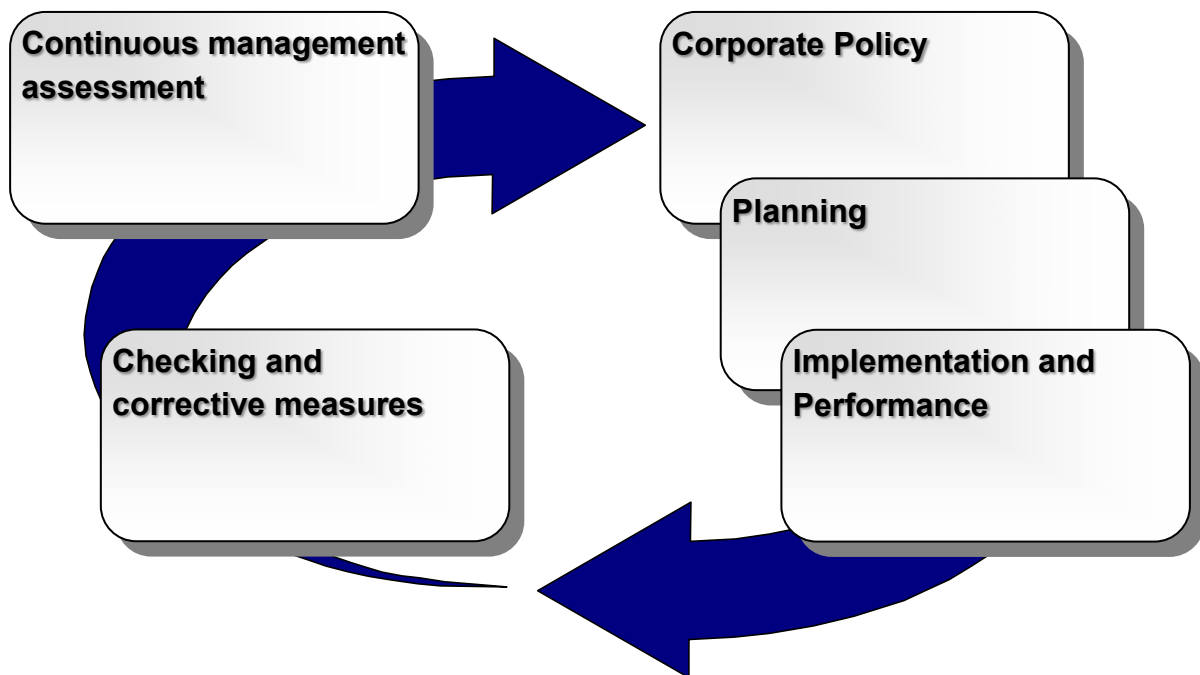 Continuous management
assessment
Corporate Policy
Planning
Checking and
corrective measures
Implementation and
Performance